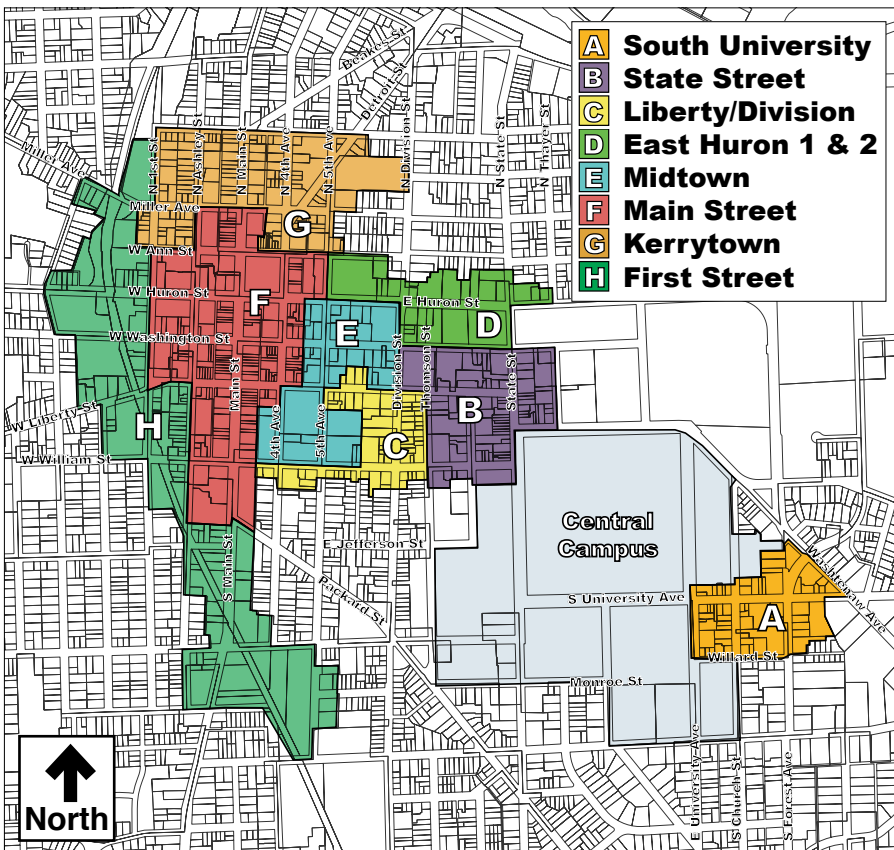 A South University
B State Street
C Liberty/Division
D East Huron 1 & 2
E Midtown
F Main Street
G Kerrytown
H First Street
Beakes St
Detroit St
N 1st St
N Ashley St
N Main St
N 4th Ave
N 5th Ave
N Division St
N State St
N Thayer St
Miller Ave
Miller Ave
G
W Ann St
W Huron St
F
E Huron St
D
W Washington St
E
Main St
Division St
Thomson St
State St
B
W Liberty St
H
4th Ave
5th Ave
C
W William St
Central
Campus
E Jefferson St
S Main St
Packard St
S University Ave
Washtenaw Ave
A
Willard St
Monroe St
E University Ave
S Church St
S Forest Ave
North